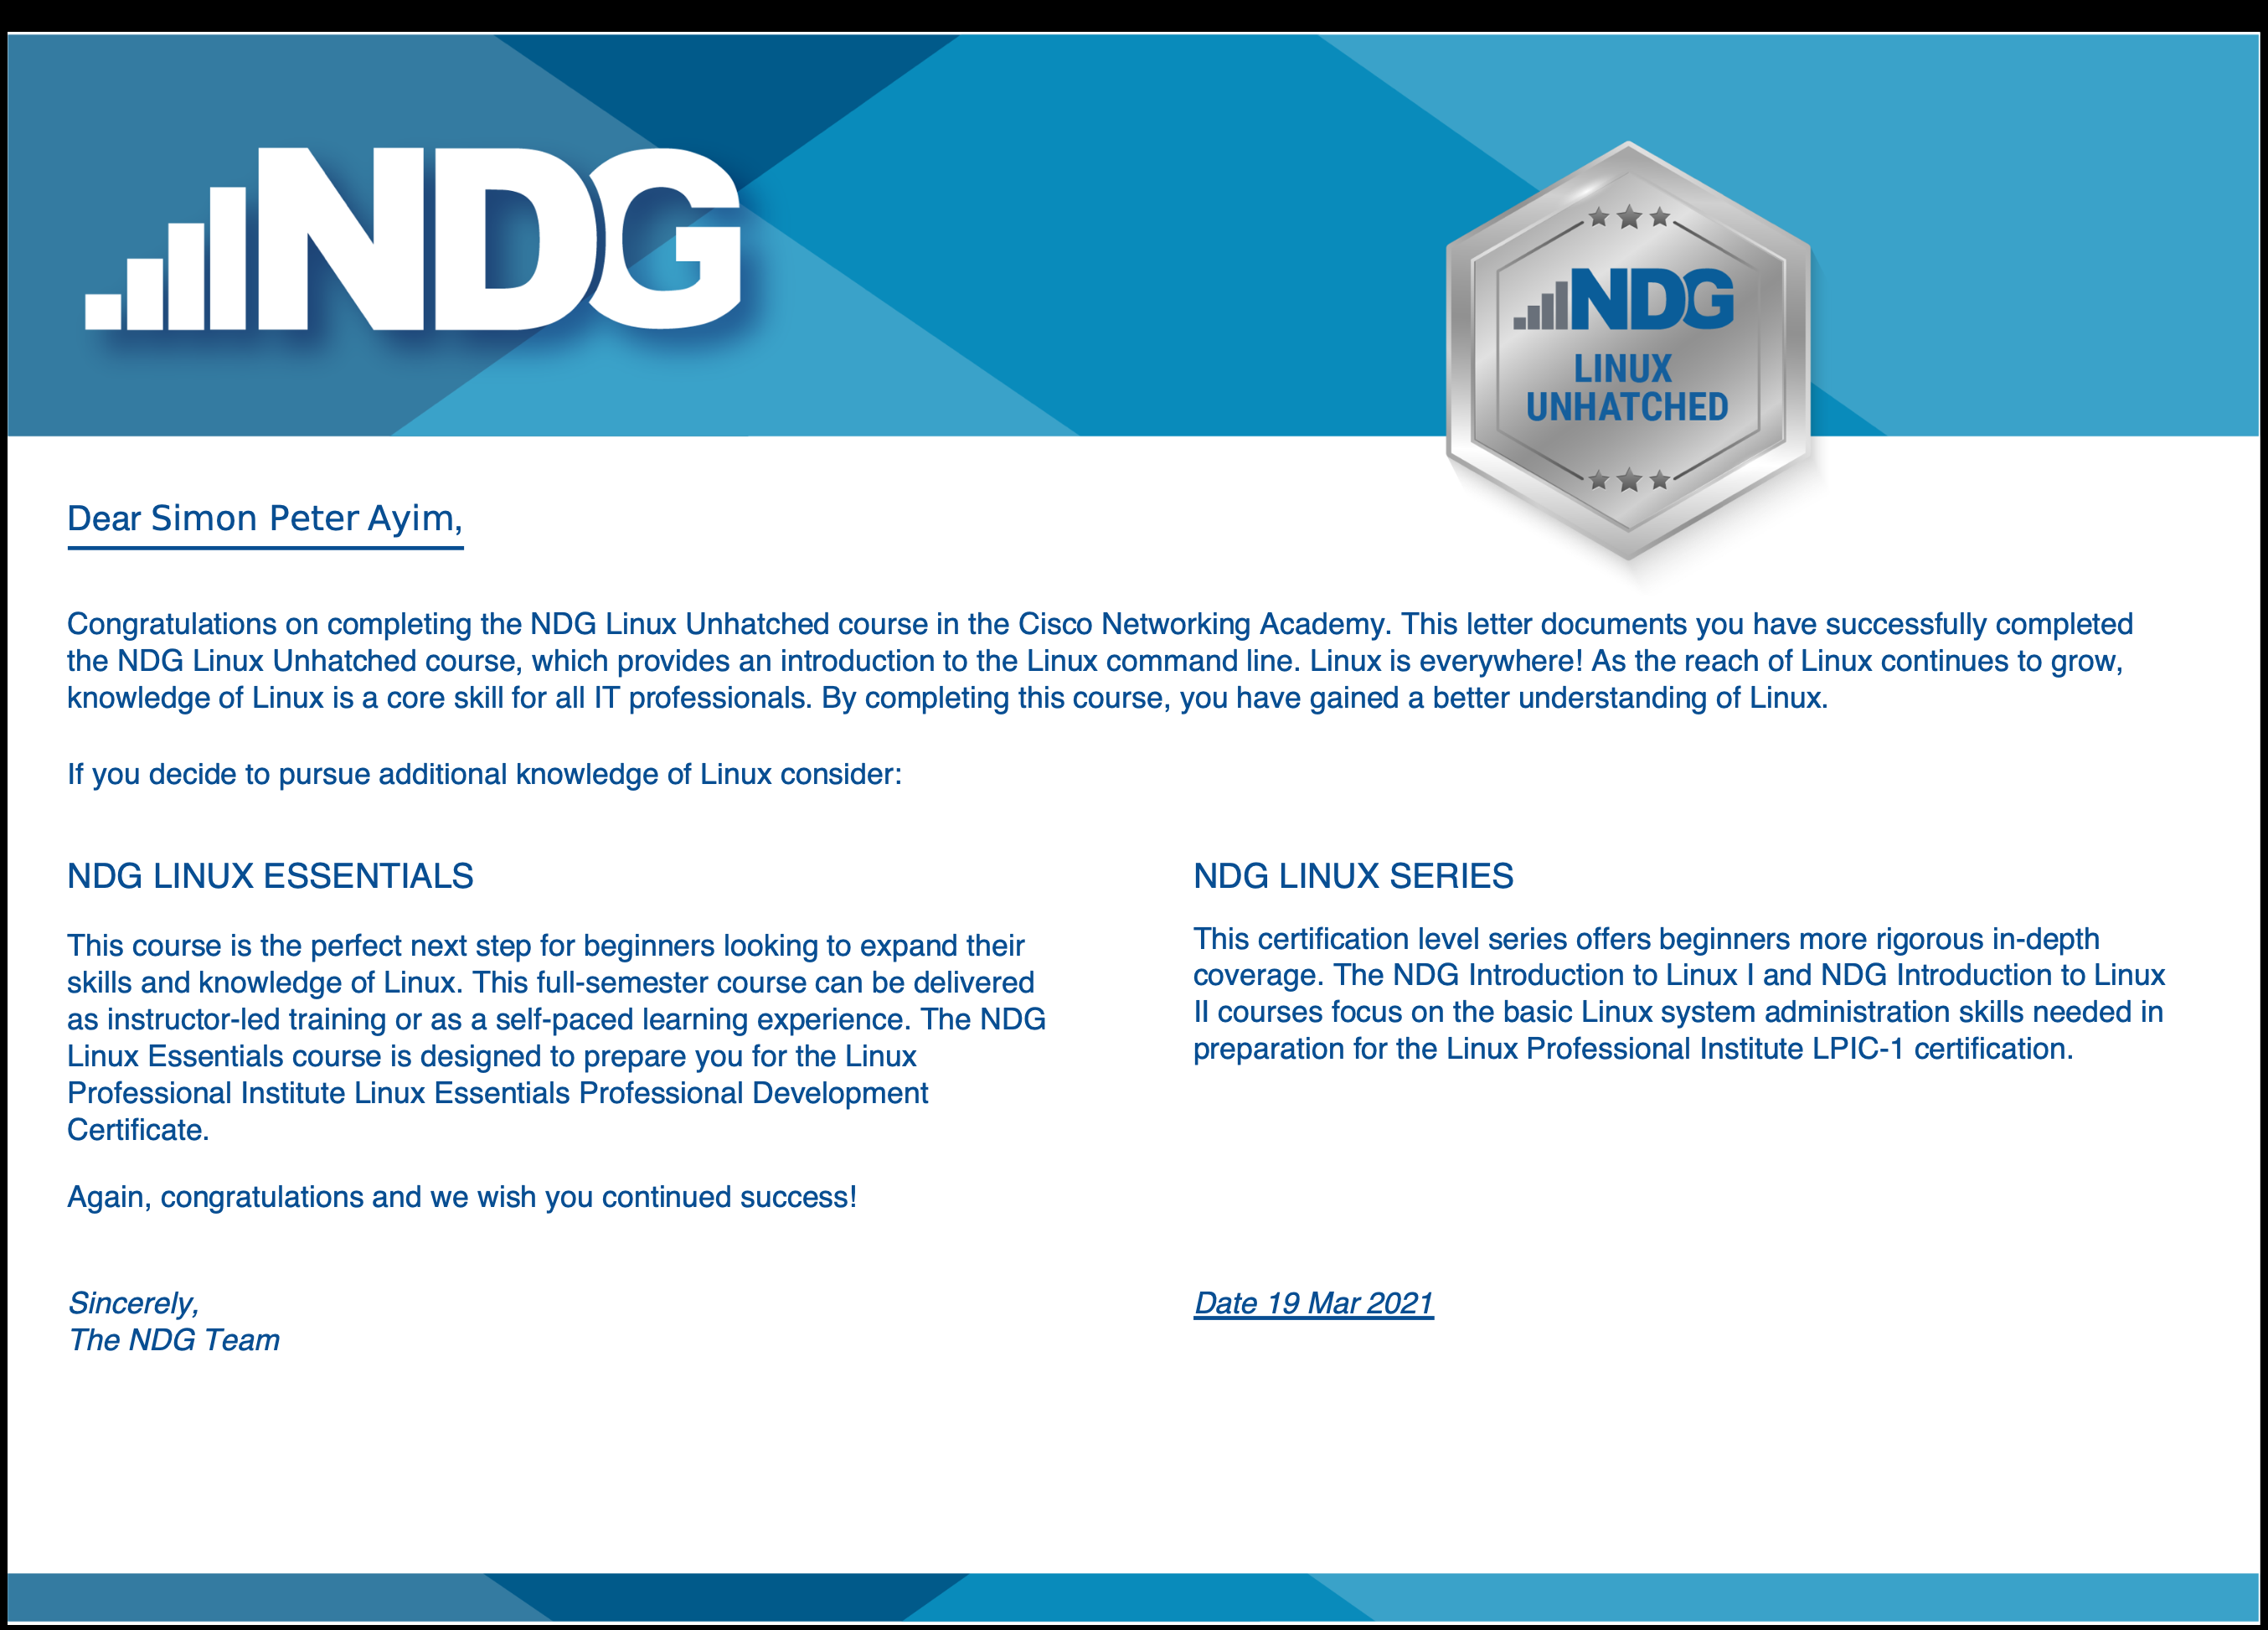 NDG
NDG
LINUX
UNHATCHED
Dear Simon Peter Ayim,
Congratulations on completing the NDG Linux Unhatched course in the Cisco Networking Academy. This letter documents you have successfully completed
the NDG Linux Unhatched course, which provides an introduction to the Linux command line. Linux is everywhere! As the reach of Linux continues to grow,
knowledge of Linux is a core skill for all IT professionals. By completing this course, you have gained a better understanding of Linux.
If you decide to pursue additional knowledge of Linux consider:
NDG LINUX ESSENTIALS
This course is the perfect next step for beginners looking to expand their
skills and knowledge of Linux. This full-semester course can be delivered
as instructor-led training or as a self-paced learning experience. The NDG
Linux Essentials course is designed to prepare you for the Linux
Professional Institute Linux Essentials Professional Development
Certificate.
Again, congratulations and we wish you continued success!
NDG LINUX SERIES
This certification level series offers beginners more rigorous in-depth
coverage. The NDG Introduction to Linux I and NDG Introduction to Linux
II courses focus on the basic Linux system administration skills needed in
preparation for the Linux Professional Institute LPIC-1 certification.
Sincerely,
The NDG Team
Date 19 Mar 2021